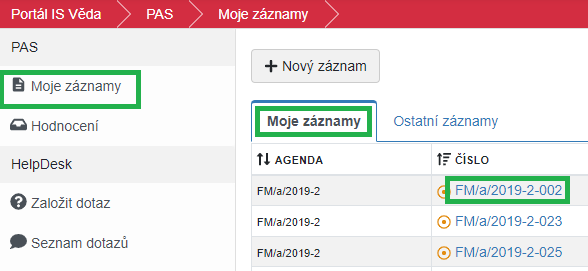 Portál IS Věda PAS Moje záznamy
PAS
Moje záznamy
Hodnocení
HelpDesk
Založit dotaz
Seznam dotazů
Nový záznam
Moje záznamy Ostatní záznamy
AGENDA ČÍSLO
FM/a/2019-2 FM/a/2019-2-002
FM/a/2019-2 FM/a/2019-2-023
FM/a/2019-2 FM/a/2019-2-025